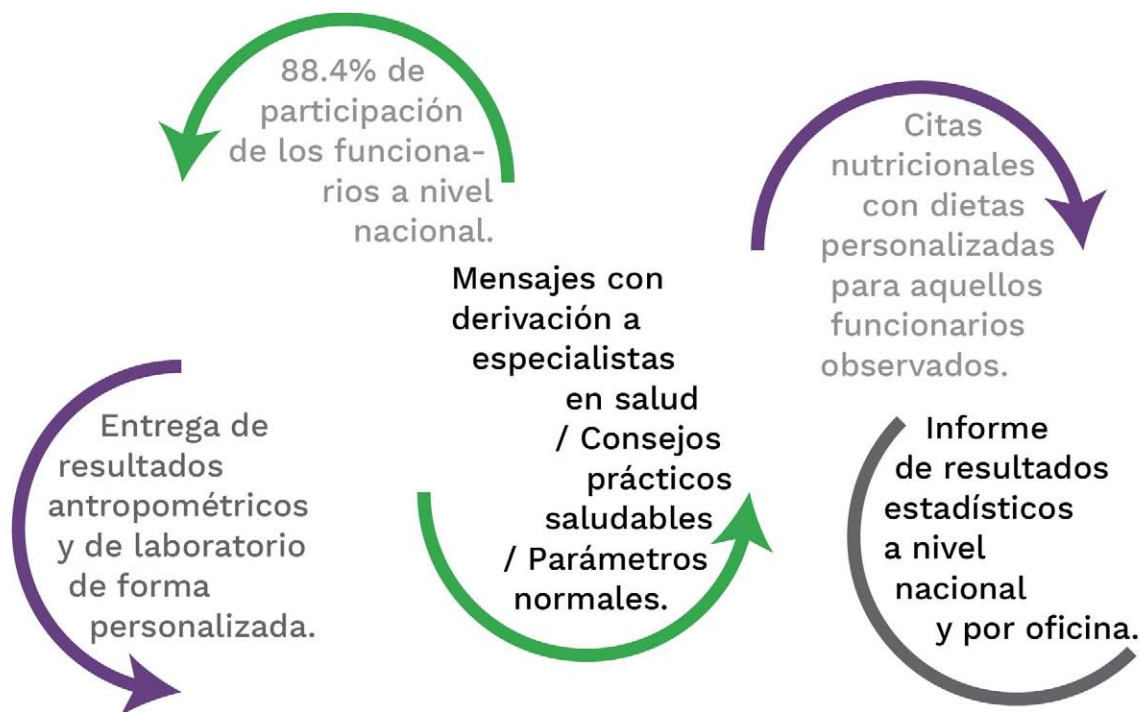 88.4% de
participación
de los funciona-
rios a nivel
nacional.
Entrega de
resultados
antropométricos
y de laboratorio
de forma
personalizada.
Mensajes con
derivación a
especialistas
en salud
/ Consejos
prácticos
saludables
/ Parámetros
normales.
Citas
nutricionales
con dietas
personalizadas
para aquellos
funcionarios
observados.
Informe
de resultados
estadísticos
a nivel
nacional
y por oficina.